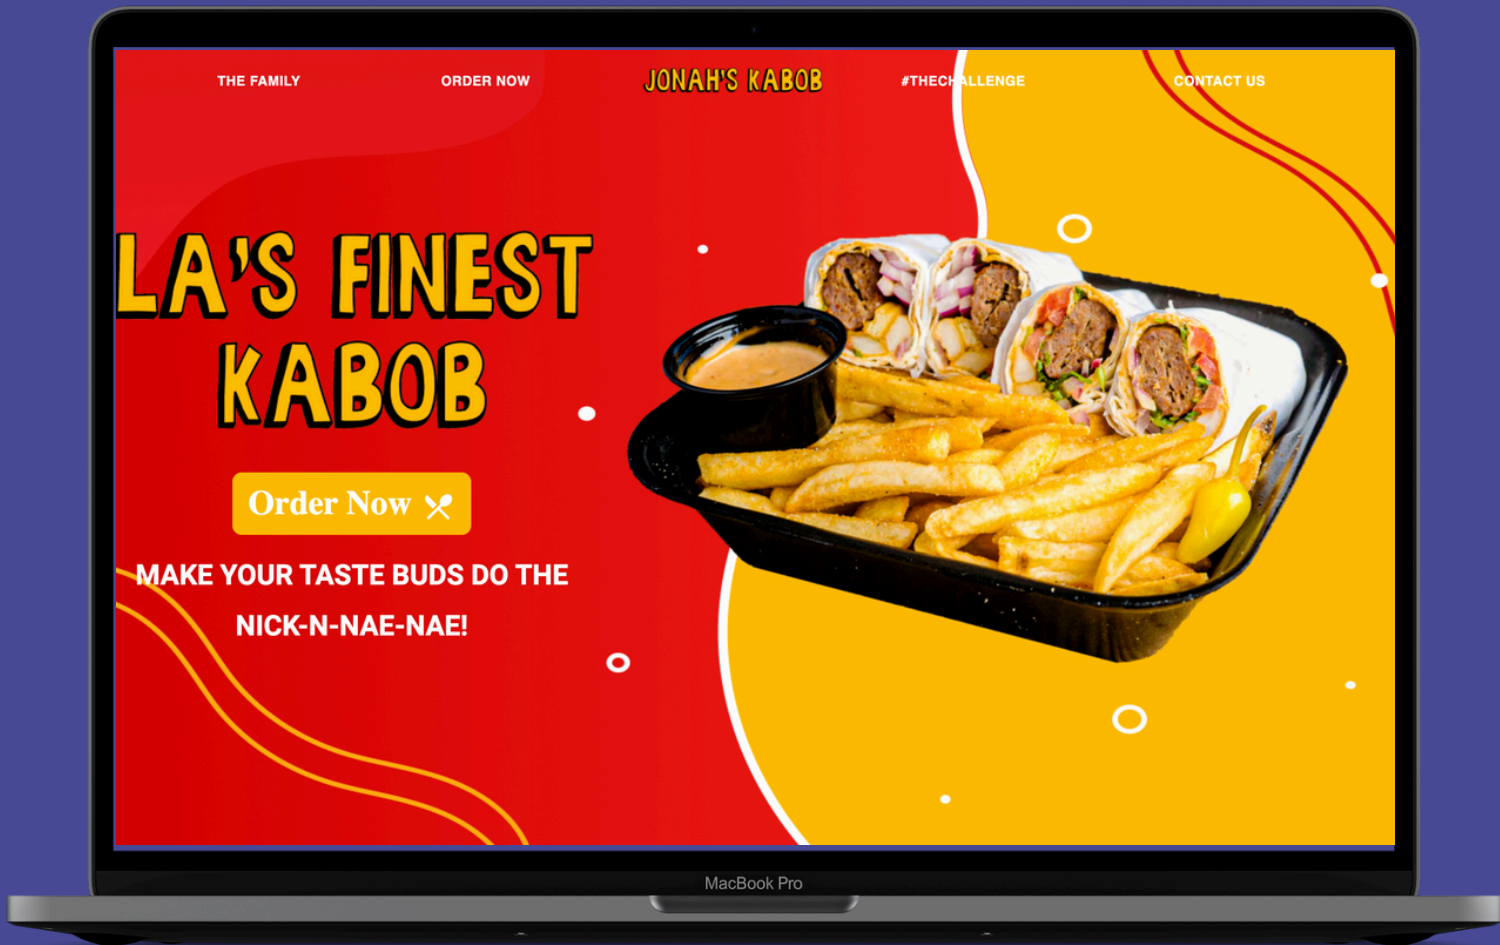 THE FAMILY
ORDER NOW
JONAH'S KABOB
#THECHALLENGE
CONTACT US
LA'S FINEST
KABOB
Order Now
MAKE YOUR TASTE BUDS DO THE
NICK-N-NAE-NAE!
MacBook Pro